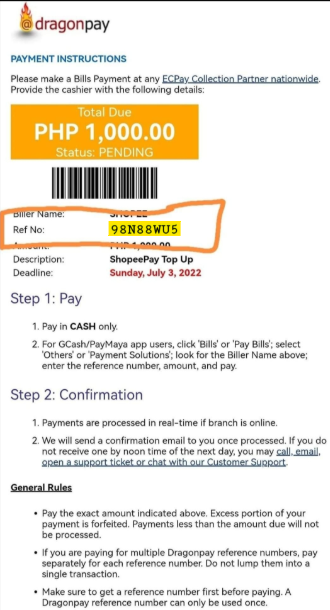 dragonpay
PAYMENT INSTRUCTIONS
Please make a Bills Payment at any ECPay Collection Partner nationwide.
Provide the cashier with the following details:
Total Due
PHP 1,000.00
Status: PENDING
Biller Name: SHOPEE
Ref No: 98N88WU5
Amount: PHP 1,000.00
Description: ShopeePay Top Up
Deadline: Sunday, July 3, 2022
Step 1: Pay
1. Pay in CASH only.
2. For GCash/PayMaya app users, click 'Bills' or 'Pay Bills'; select
'Others' or 'Payment Solutions'; look for the Biller Name above;
enter the reference number, amount, and pay.
Step 2: Confirmation
1. Payments are processed in real-time if branch is online.
2. We will send a confirmation email to you once processed. If you do
not receive one by noon time of the next day, you may call, email,
open a support ticket or chat with our Customer Support.
General Rules
• Pay the exact amount indicated above. Excess portion of your
payment is forfeited. Payments less than the amount due will not
be processed.
• If you are paying for multiple Dragonpay reference numbers, pay
separately for each reference number. Do not lump them into a
single transaction.
• Make sure to get a reference number first before paying. A
Dragonpay reference number can only be used once.